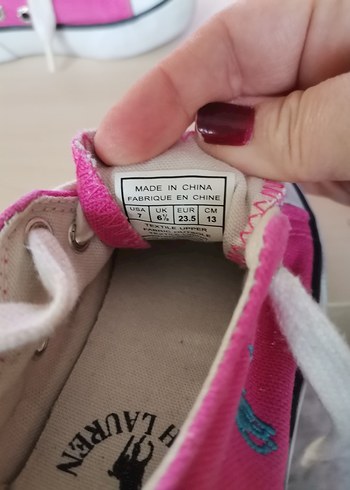 MADE IN CHINA
FABRIQUE EN CHINE
USA UK EUR CM
7 6½ 23.5 13
TEXTILE UPPER
H LAUREN